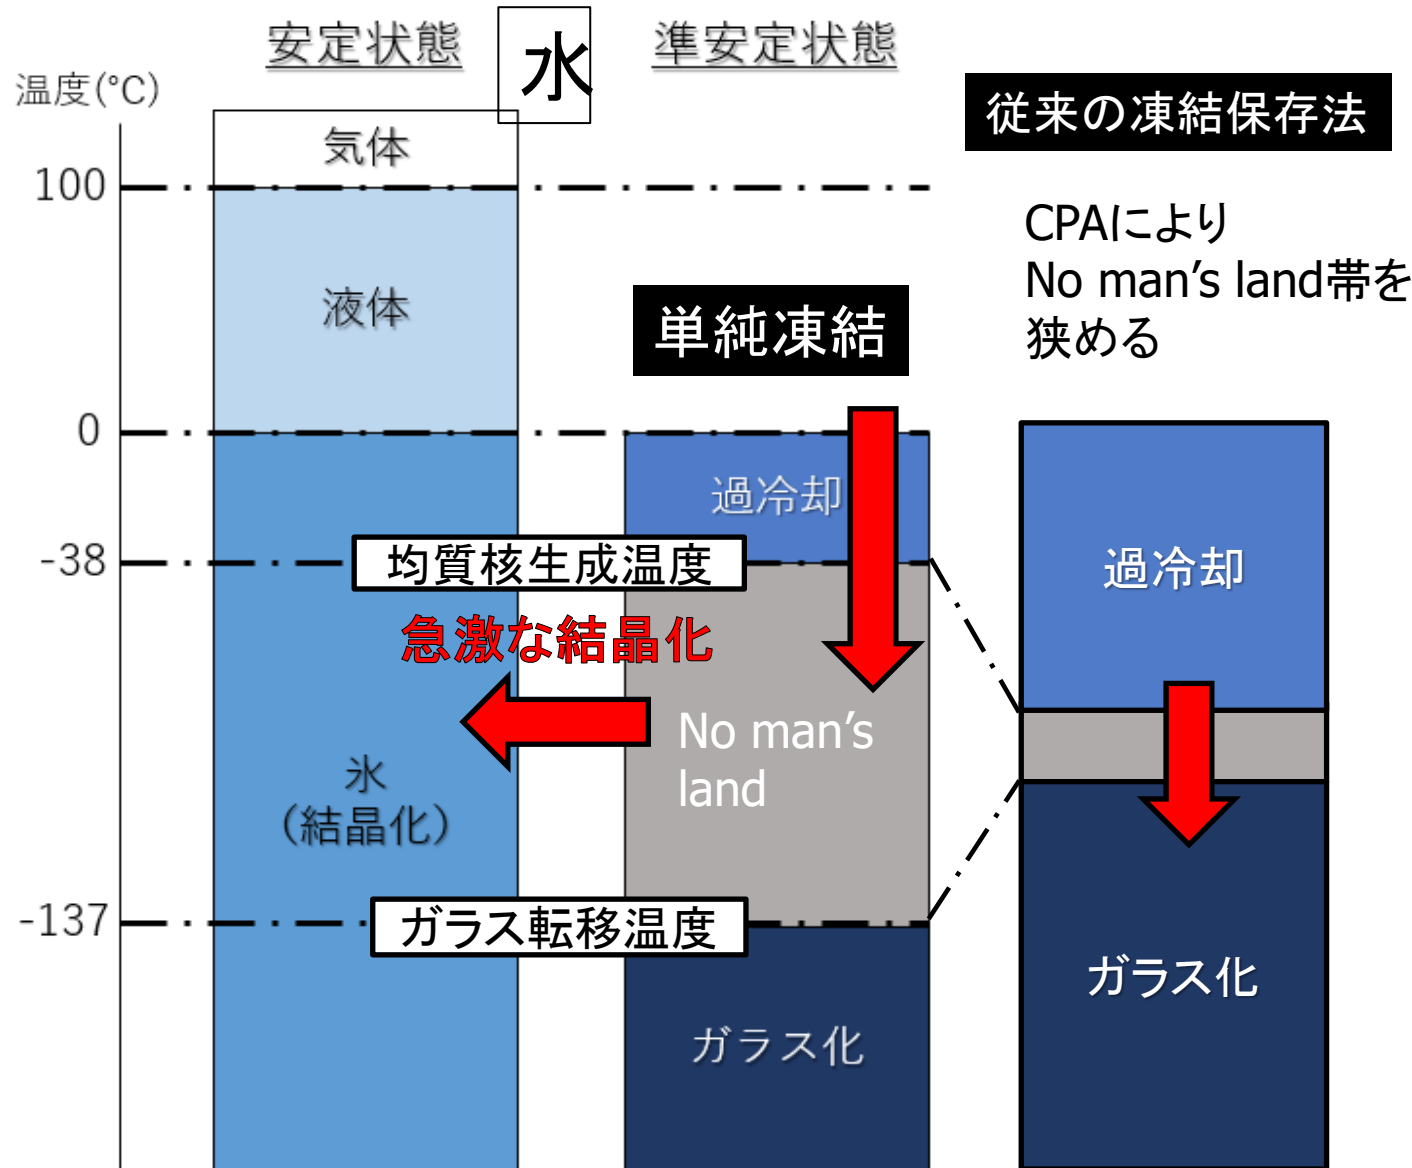 安定状態
水
準安定状態
温度(°C)
従来の凍結保存法
気体
100
CPAにより
No man's land帯を
狭める
液体
単純凍結
0
過冷却
-38
均質核生成温度
過冷却
急激な結晶化
No man's
land
氷
（結晶化）
-137
ガラス転移温度
ガラス化
ガラス化